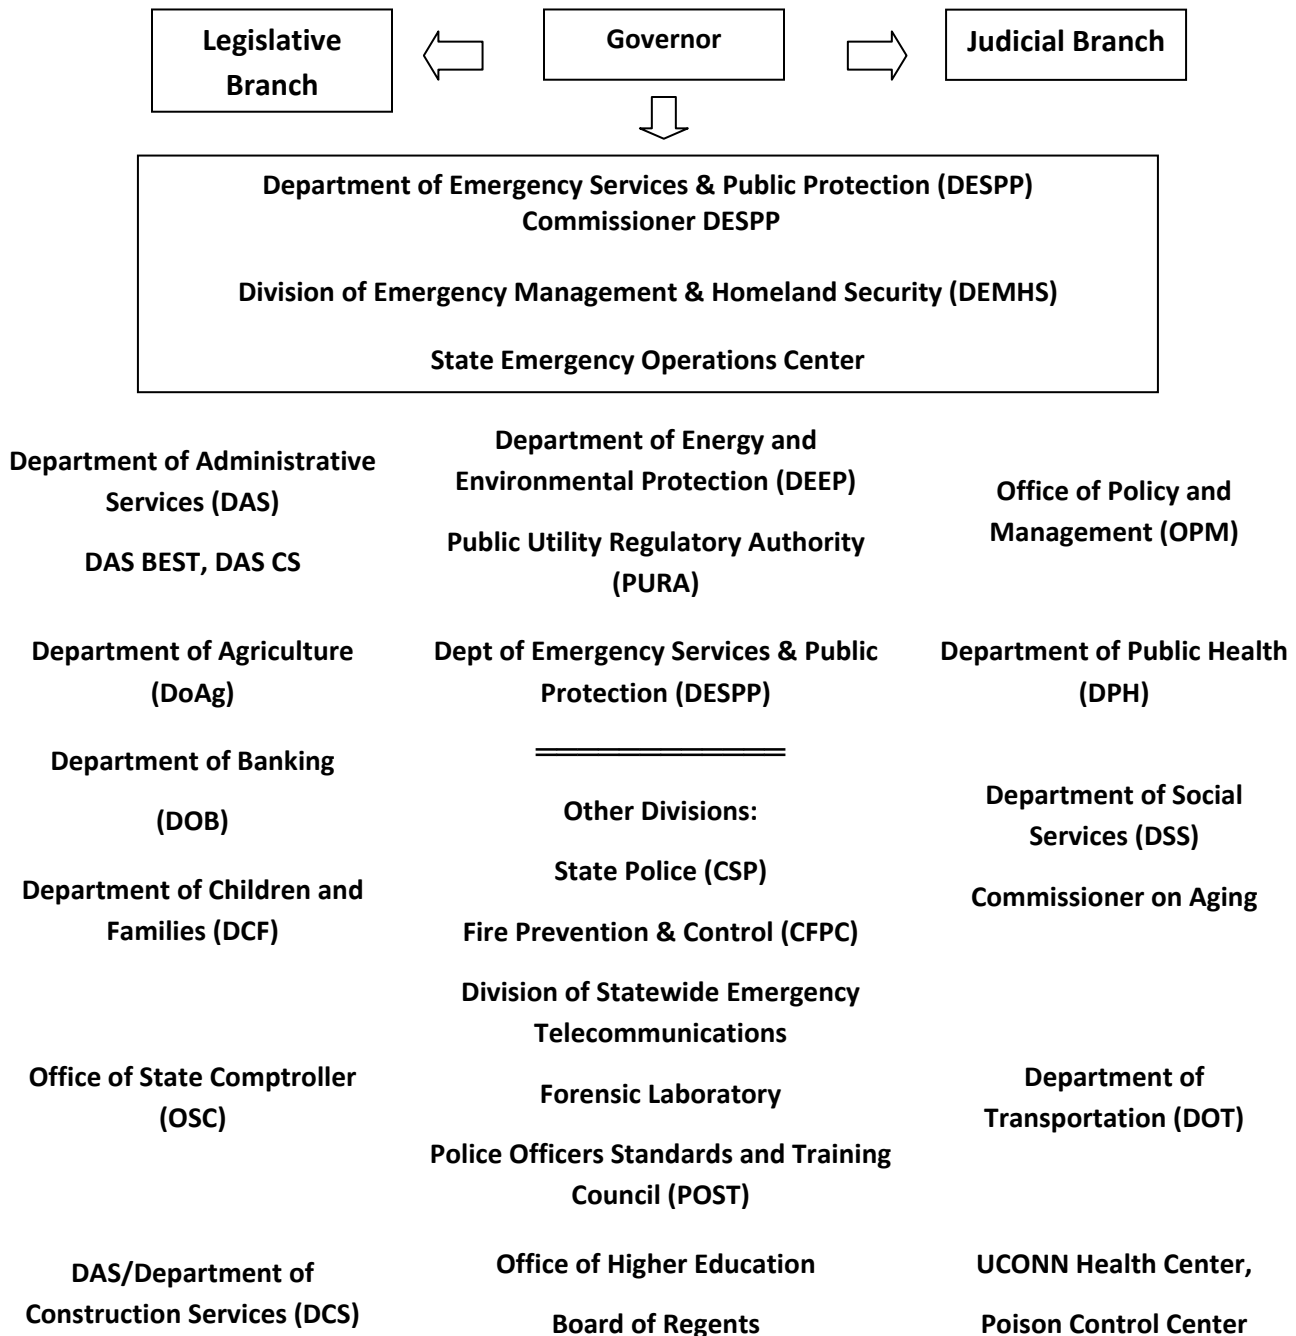 Legislative
Branch
Governor
Judicial Branch
Department of Emergency Services & Public Protection (DESPP)
Commissioner DESPP
Division of Emergency Management & Homeland Security (DEMHS)
State Emergency Operations Center
Department of Administrative
Services (DAS)
DAS BEST, DAS CS
Department of Energy and
Environmental Protection (DEEP)
Public Utility Regulatory Authority
(PURA)
Office of Policy and
Management (OPM)
Department of Agriculture
(DoAg)
Dept of Emergency Services & Public
Protection (DESPP)
Department of Public Health
(DPH)
Department of Banking
(DOB)
Department of Children and
Families (DCF)
Other Divisions:
State Police (CSP)
Fire Prevention & Control (CFPC)
Division of Statewide Emergency
Telecommunications
Forensic Laboratory
Police Officers Standards and Training
Council (POST)
Department of Social
Services (DSS)
Commissioner on Aging
Office of State Comptroller
(OSC)
Department of
Transportation (DOT)
DAS/Department of
Construction Services (DCS)
Office of Higher Education
Board of Regents
UCONN Health Center,
Poison Control Center